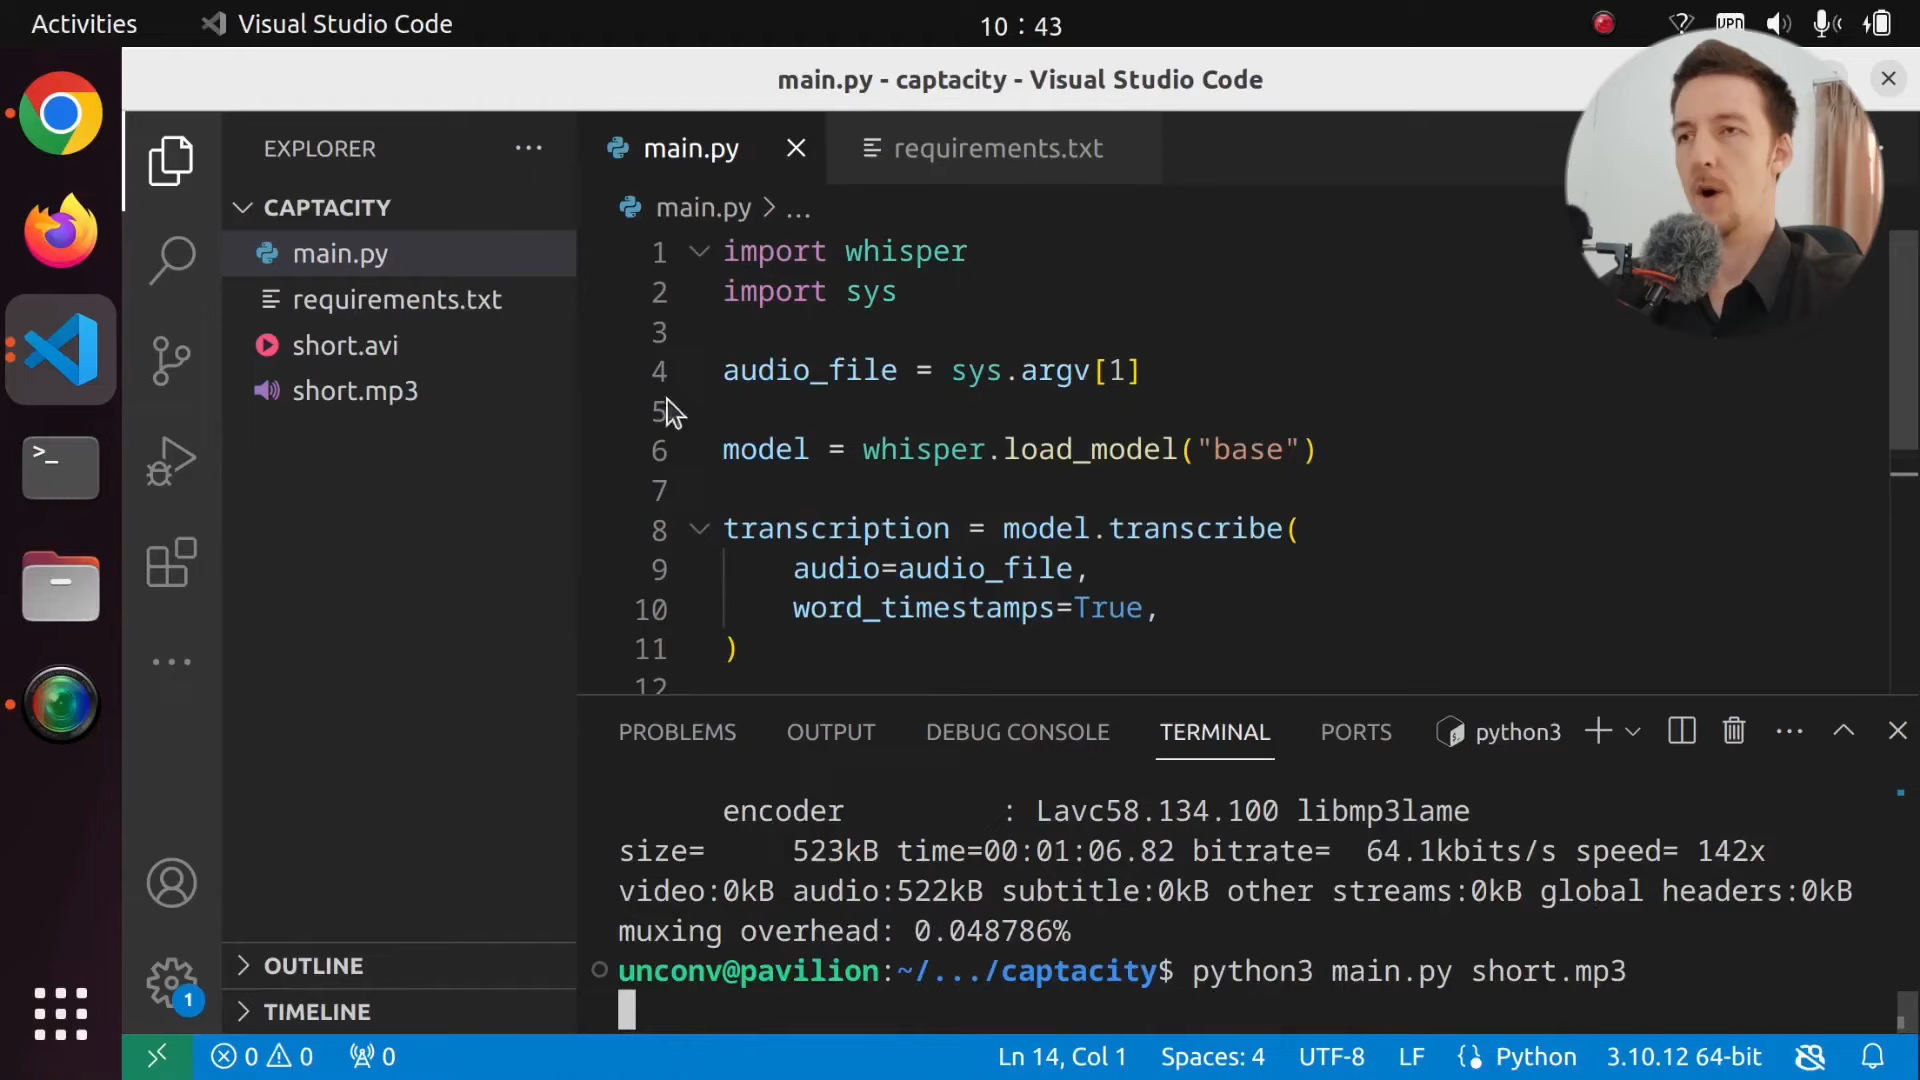 Activities
Visual Studio Code
10 : 43
VPN
main.py - captacity - Visual Studio Code
EXPLORER
CAPTACITY
main.py
requirements.txt
short.avi
short.mp3
OUTLINE
TIMELINE
main.py
requirements.txt
main.py > ...
1 import whisper
2 import sys
3
4 audio_file = sys.argv[1]
5
6 model = whisper.load_model("base")
7
8 transcription = model.transcribe(
9 audio=audio_file,
10 word_timestamps=True,
11 )
12
PROBLEMS
OUTPUT
DEBUG CONSOLE
TERMINAL
PORTS
python3
encoder : Lavc58.134.100 libmp3lame
size= 523kB time=00:01:06.82 bitrate= 64.1kbits/s speed= 142x
video:0kB audio:522kB subtitle:0kB other streams:0kB global headers:0kB
muxing overhead: 0.048786%
unconv@pavilion:~/.../captacity$ python3 main.py short.mp3
1
0
0
0
Ln 14, Col 1
Spaces: 4
UTF-8
LF
Python
3.10.12 64-bit